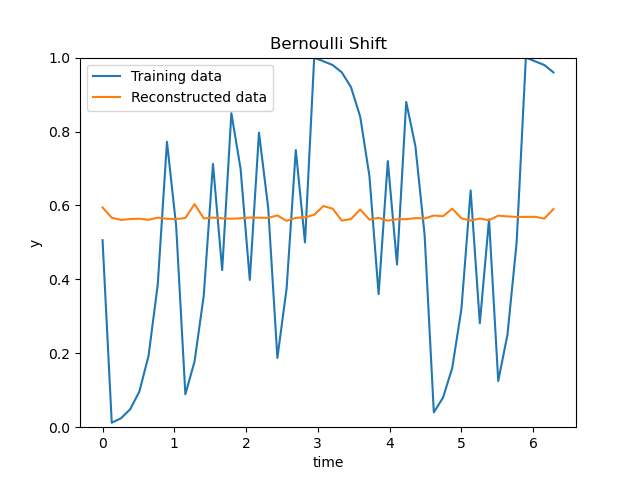 Bernoulli Shift
Training data
Reconstructed data
y
1.0
0.8
0.6
0.4
0.2
0.0
0 1 2 3 4 5 6
time